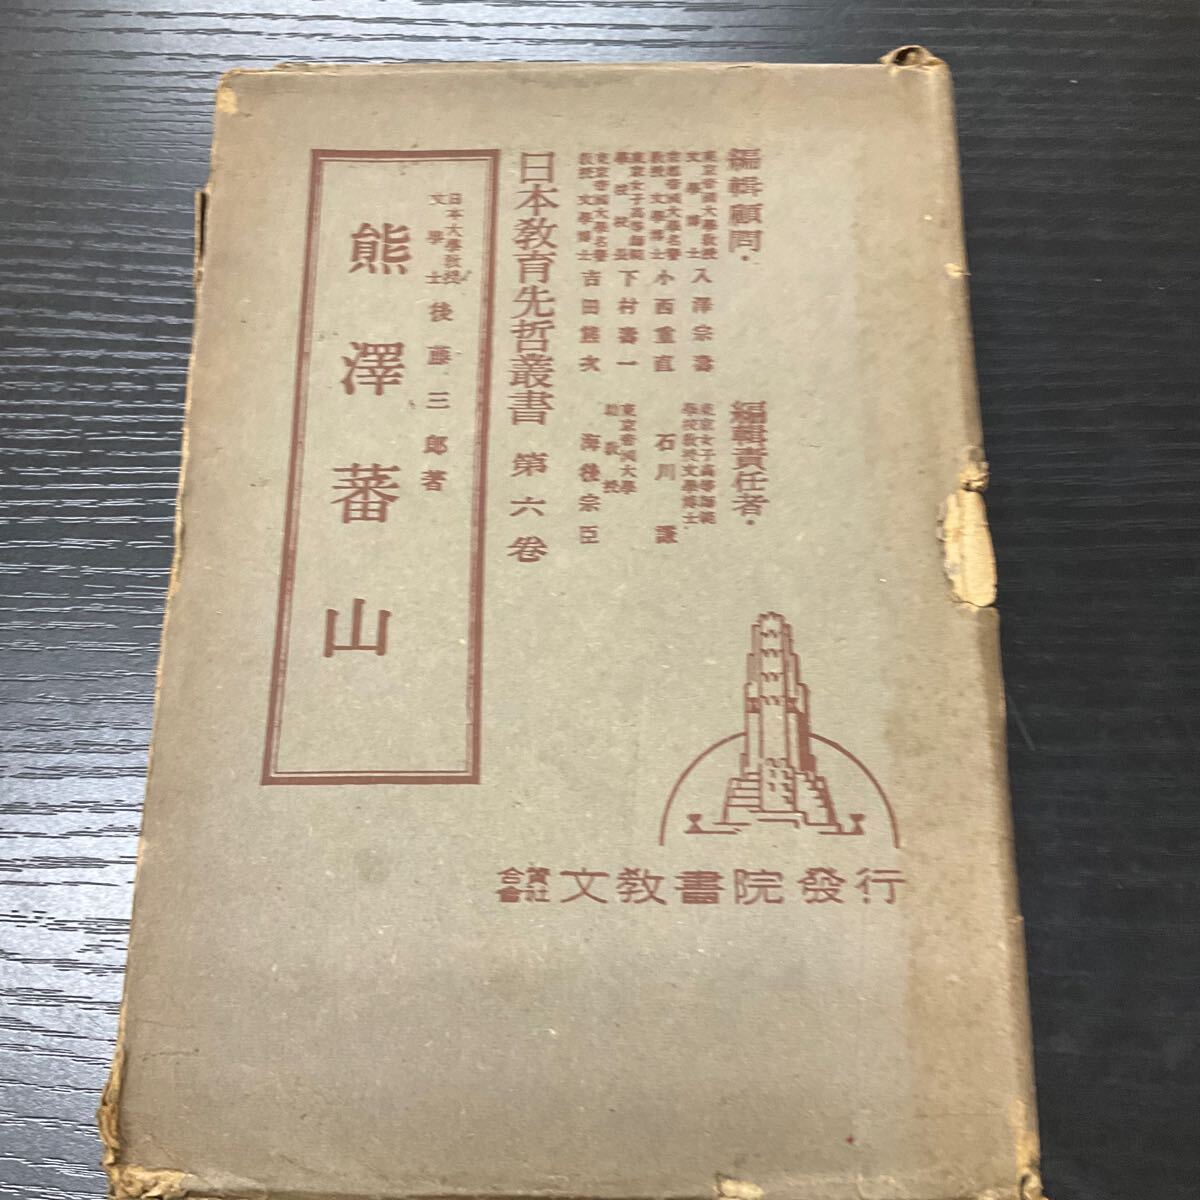 編輯顧問・
東京帝國大學教授
文學博士
入澤宗壽
京都帝國大學名譽
教授 文學博士
小西重直
東京女子高等師範
學校校長
下村壽一
東京帝國大學名譽
教授 文學博士
吉田熊次
編輯責任者・
東京女子高等師範
學校教授文學博士
石川謙
東京帝國大學
助教授
海後宗臣
日本教育先哲叢書 第六卷
日本大學教授
文學士
後藤三郎著
熊澤蕃山
合資會社 文教書院發行